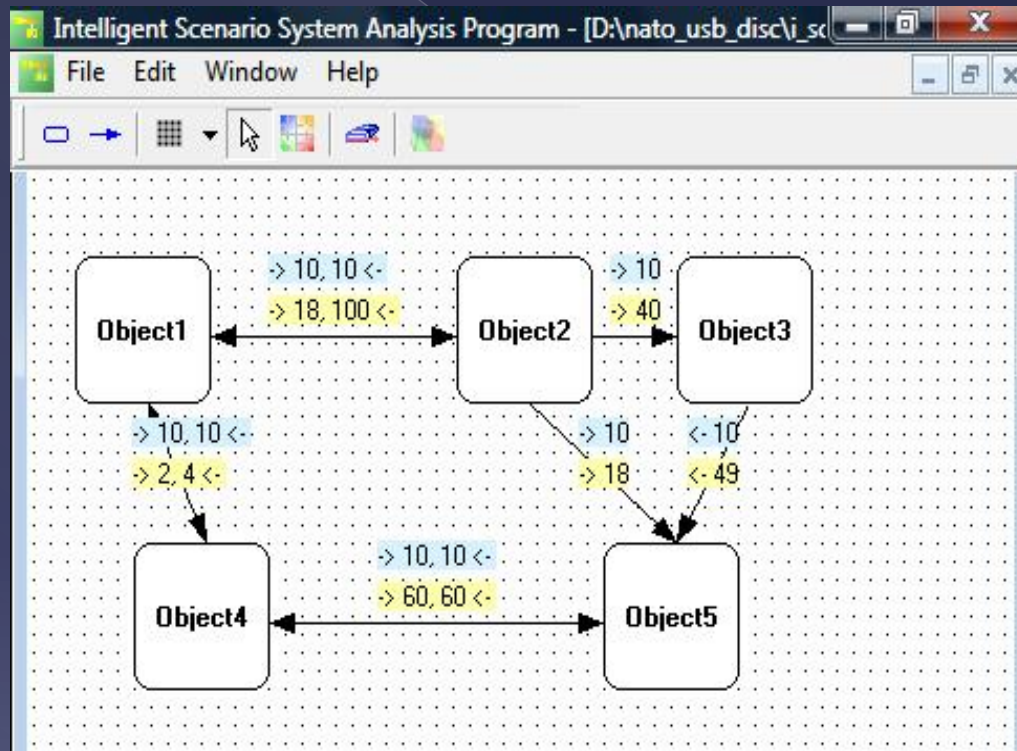 Intelligent Scenario System Analysis Program - [D:\nato_usb_disc\i_sc
File Edit Window Help
-> 10, 10 <-
-> 18, 100 <-
-> 10
-> 40
Object1
Object2
Object3
-> 10, 10 <-
-> 2, 4 <-
-> 10
-> 18
<- 10
<- 49
-> 10, 10 <-
-> 60, 60 <-
Object4
Object5